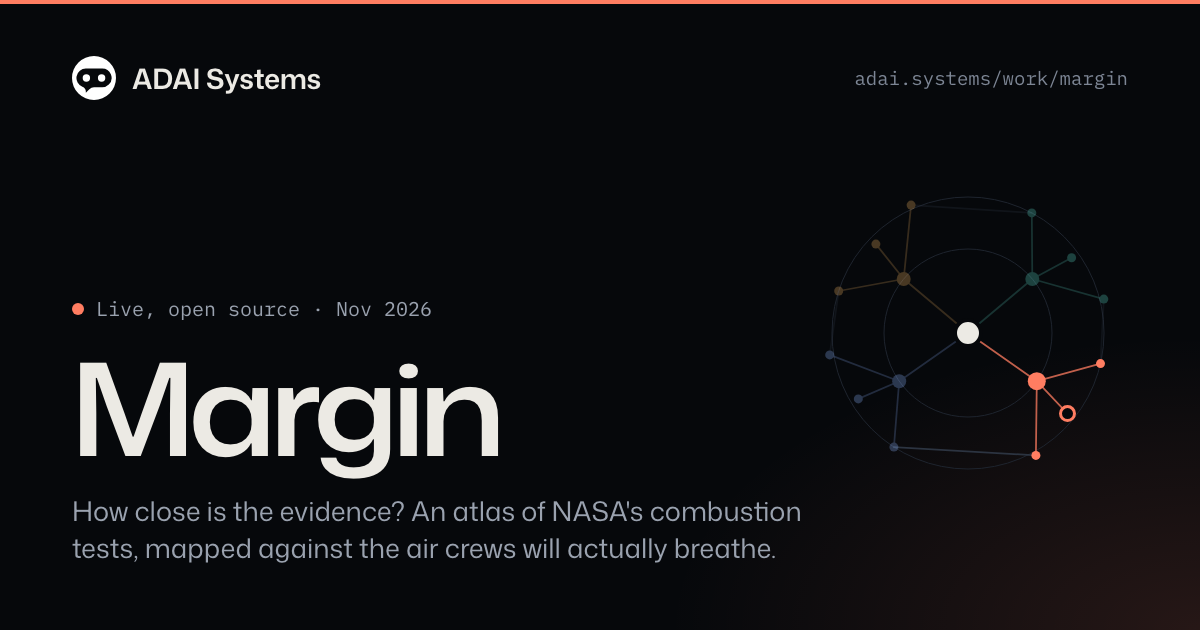 ADAI Systems
adai.systems/work/margin
Live, open source · Nov 2026
Margin
How close is the evidence? An atlas of NASA's combustion
tests, mapped against the air crews will actually breathe.